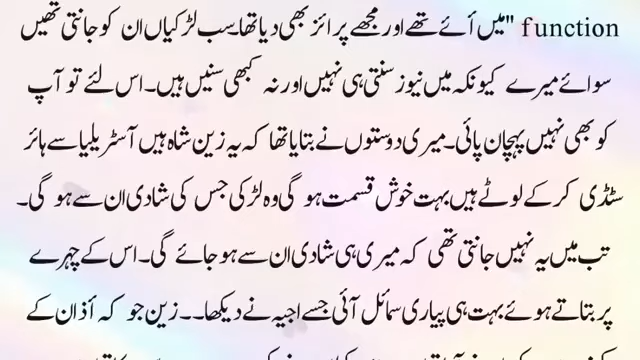 function "میں أئے تھے اور مجھے پرائز بھی دیا تھا۔سب لڑکیاں ان کو جانتی تھیں
سوائے میرے کیونکہ میں نیوز سنتی ہی نہیں اور نہ کبھی سنیں ہیں۔اس لئے تو آپ
کو بھی نہیں پہچان پائی۔میری دوستوں نے بتایا تھا کہ یہ زین شاہ ہیں آسٹریلیا سے ہائر
سٹڈی کر کے لوٹے ہیں بہت خوش قسمت ہو گی وہ لڑکی جس کی شادی ان سے ہو گی۔
تب میں یہ نہیں جانتی تھی کہ میری ہی شادی ان سے ہو جائے گی۔اس کے چہرے
پر بتاتے ہوئے بہت ہی پیاری سمائل آئی جسے اجیہ نے دیکھا۔۔زین جو کہ أذان کے